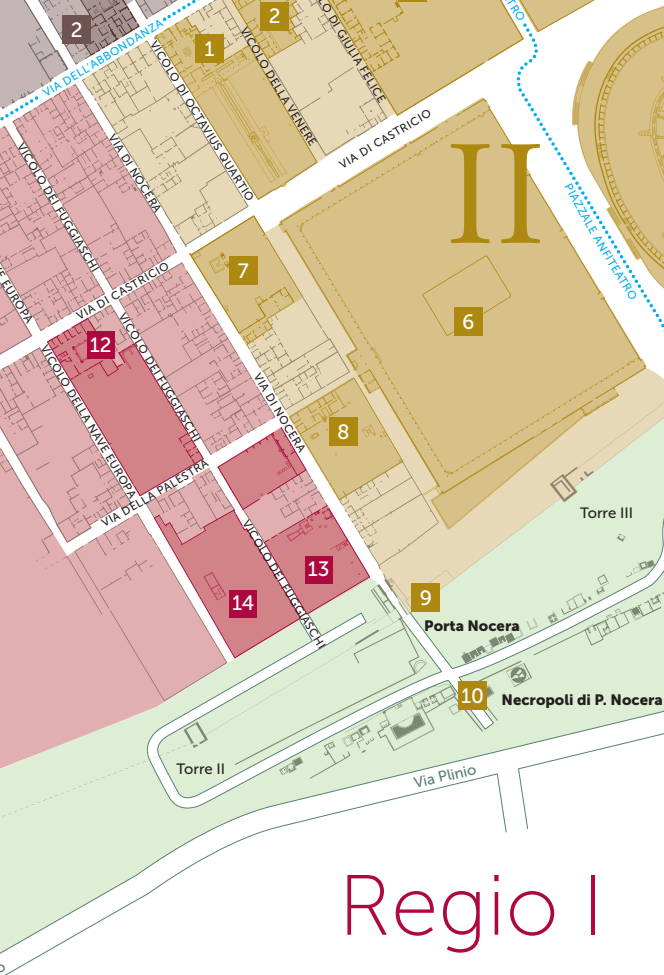 2
VIA DELL'ABBONDANZA
1
2
VICOLO DI OCTAVIUS QUARTIO
VICOLO DELLA VENERE
DI GIULIA FELICE
VIA DI CASTRICIO
II
PIAZZALE ANFITEATRO
VICOLO DEI FUGGIASCHI
VIA DI NOCERA
EUROPA
VIA DI CASTRICIO
7
6
12
VICOLO DEI FUGGIASCHI
VICOLO DELLA NAVE EUROPA
VIA DI NOCERA
8
VIA DELLA PALESTRA
Torre III
VICOLO DEI FUGGIASCHI
13
14
9
Porta Nocera
10
Necropoli di P. Nocera
Torre II
Via Plinio
Regio I